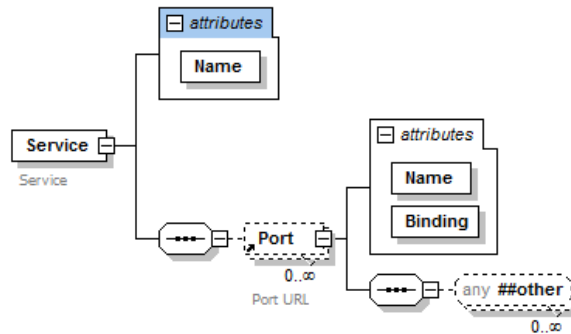 attributes
Name
Service
Service
Port
0..∞
Port URL
attributes
Name
Binding
any ##other
0..∞